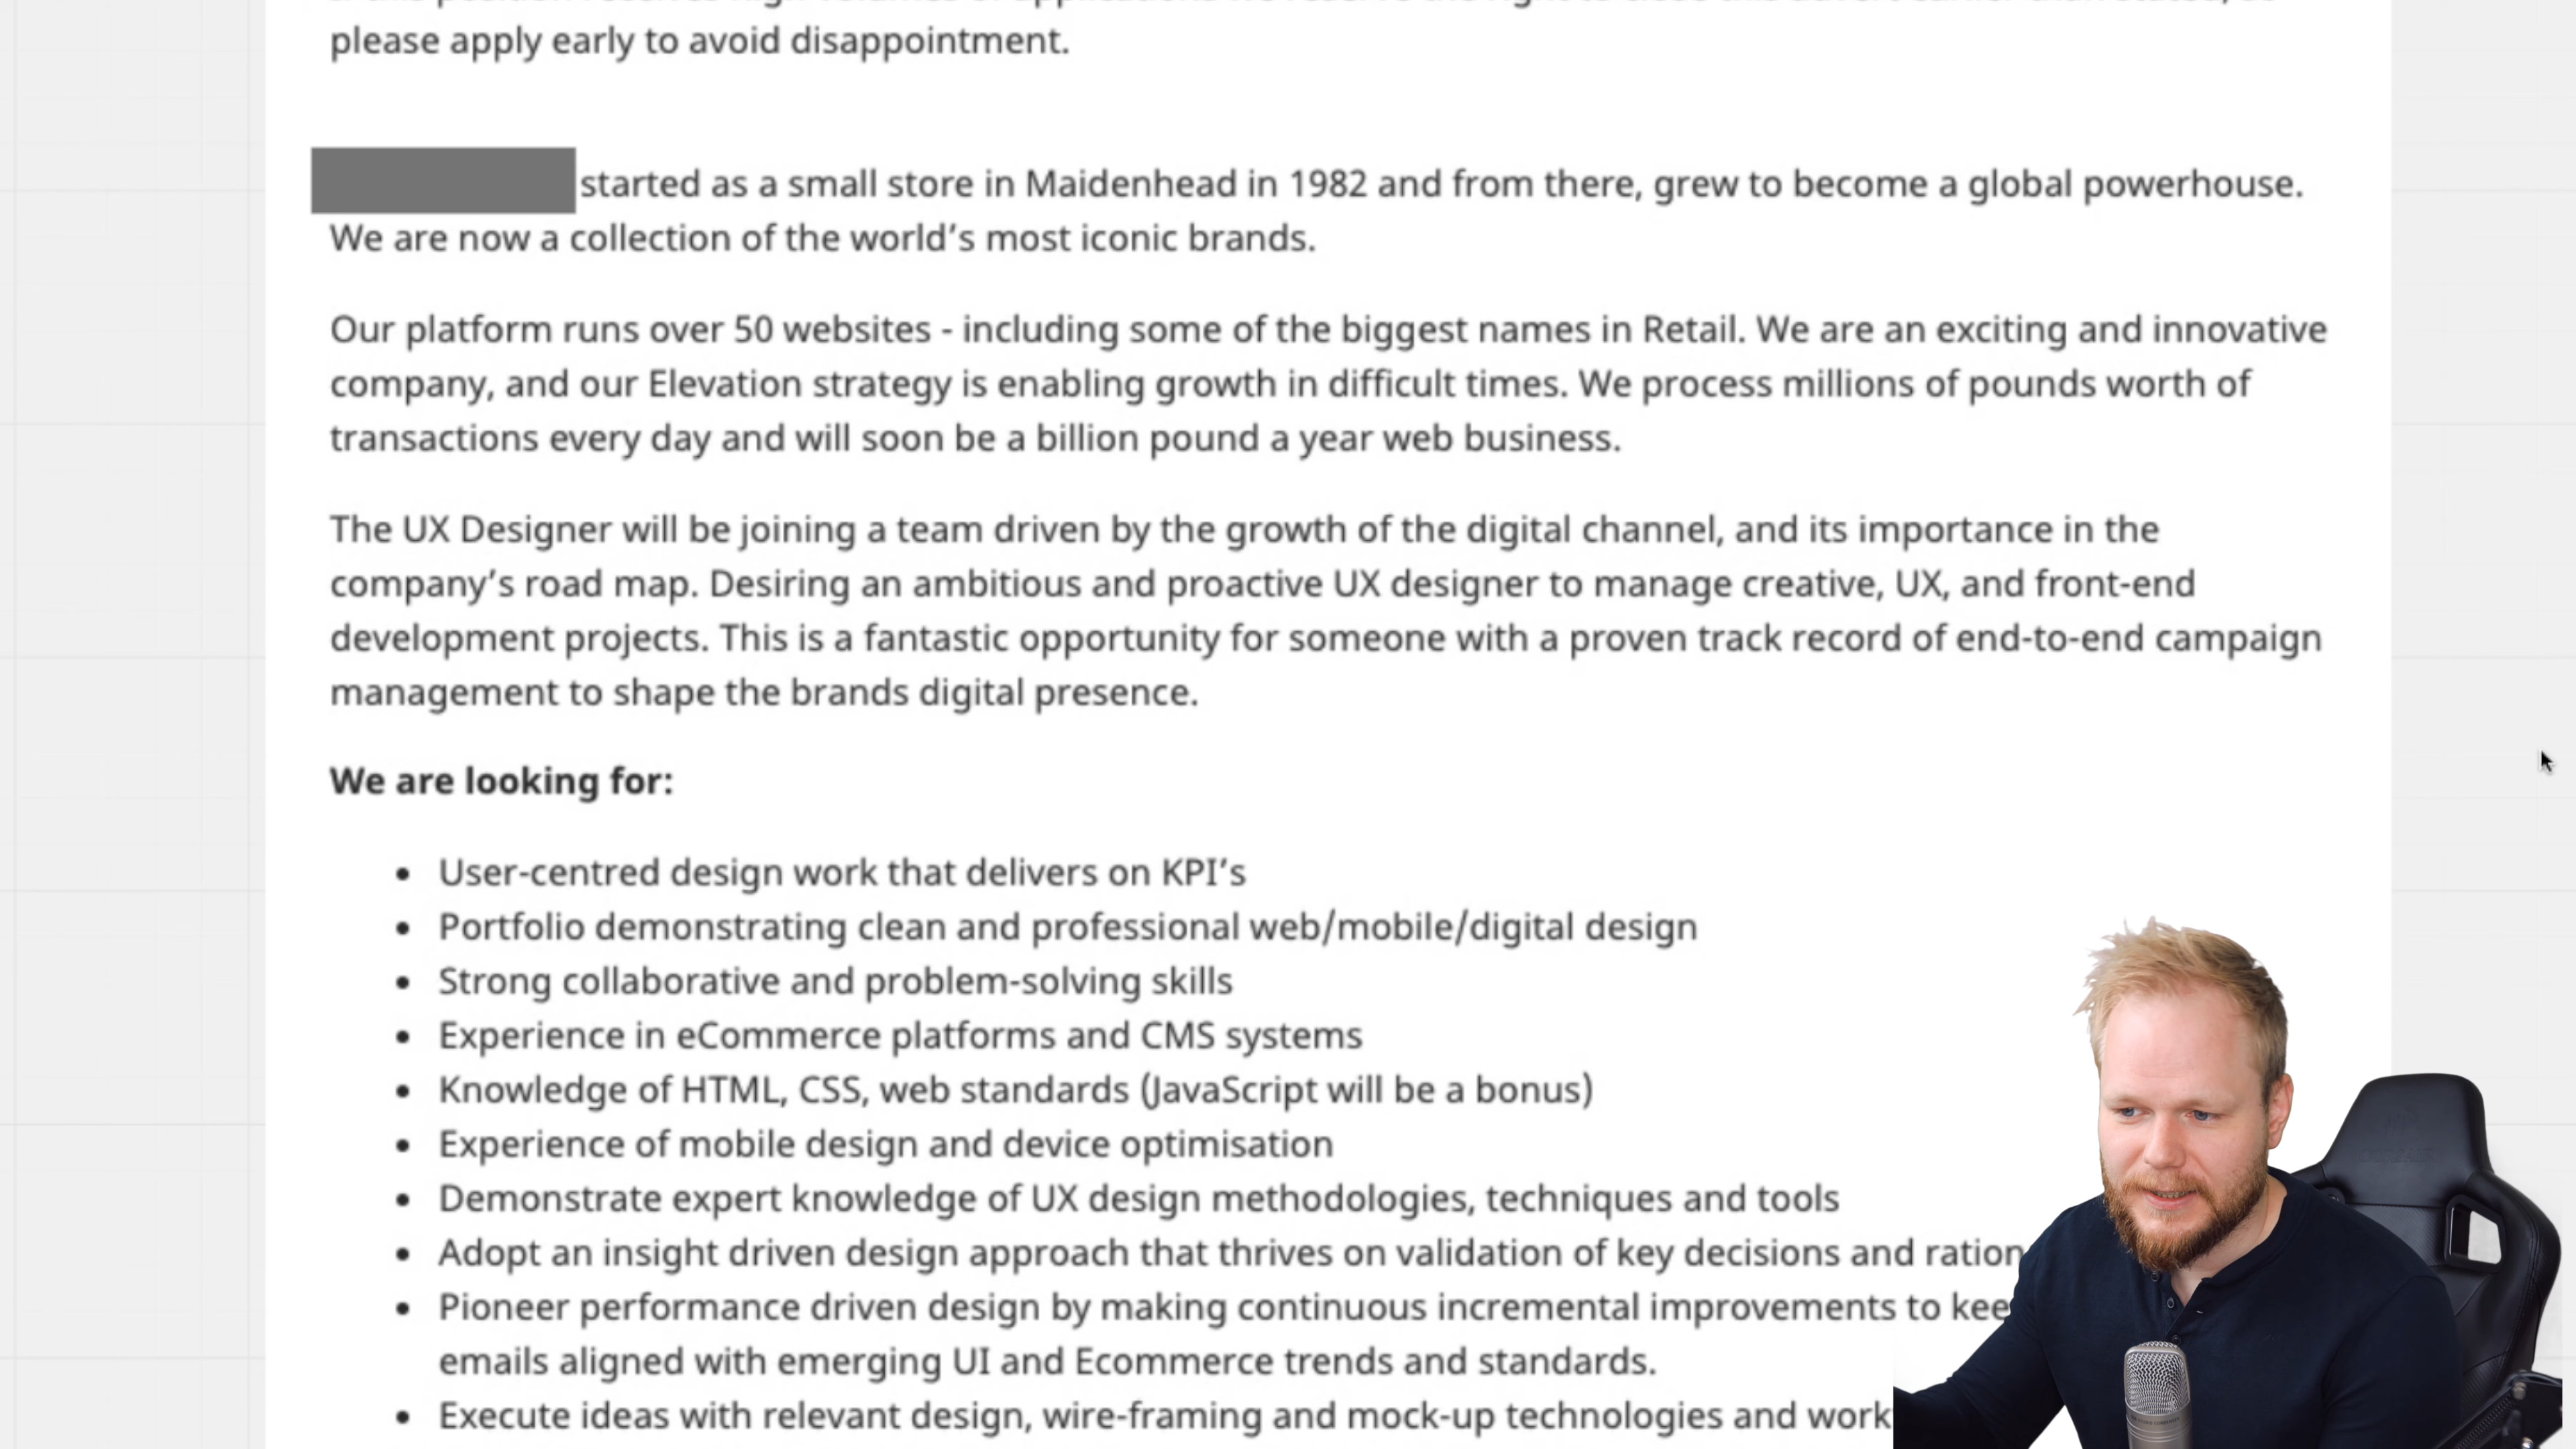 please apply early to avoid disappointment.
started as a small store in Maidenhead in 1982 and from there, grew to become a global powerhouse.
We are now a collection of the world’s most iconic brands.
Our platform runs over 50 websites - including some of the biggest names in Retail. We are an exciting and innovative
company, and our Elevation strategy is enabling growth in difficult times. We process millions of pounds worth of
transactions every day and will soon be a billion pound a year web business.
The UX Designer will be joining a team driven by the growth of the digital channel, and its importance in the
company’s road map. Desiring an ambitious and proactive UX designer to manage creative, UX, and front-end
development projects. This is a fantastic opportunity for someone with a proven track record of end-to-end campaign
management to shape the brands digital presence.
We are looking for:
• User-centred design work that delivers on KPI’s
• Portfolio demonstrating clean and professional web/mobile/digital design
• Strong collaborative and problem-solving skills
• Experience in eCommerce platforms and CMS systems
• Knowledge of HTML, CSS, web standards (JavaScript will be a bonus)
• Experience of mobile design and device optimisation
• Demonstrate expert knowledge of UX design methodologies, techniques and tools
• Adopt an insight driven design approach that thrives on validation of key decisions and ration
• Pioneer performance driven design by making continuous incremental improvements to kee
emails aligned with emerging UI and Ecommerce trends and standards.
• Execute ideas with relevant design, wire-framing and mock-up technologies and work